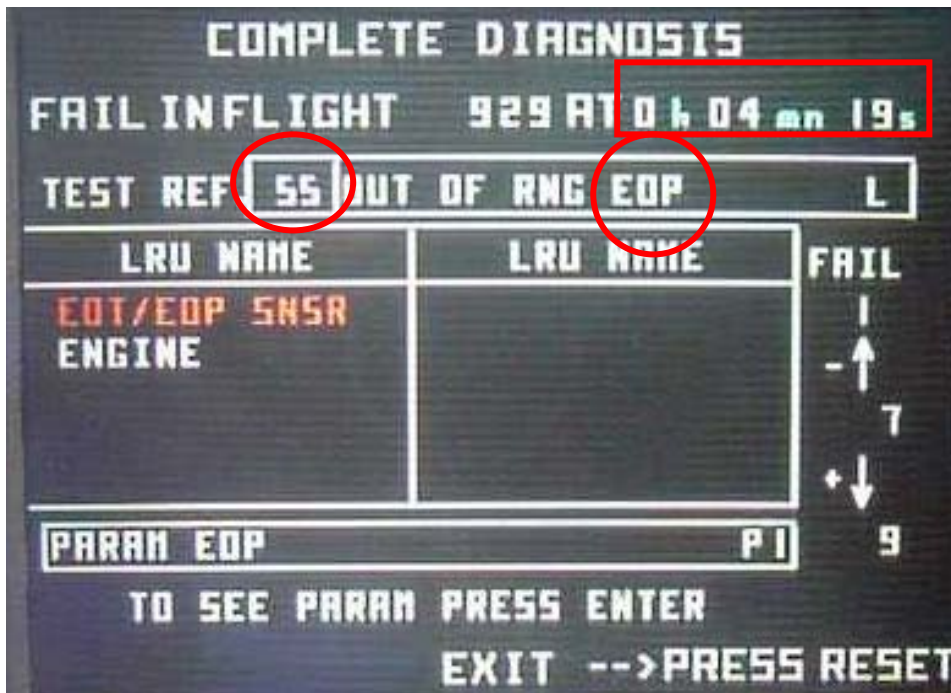 COMPLETE DIAGNOSIS
FAIL IN FLIGHT 929 AT 0 h 04 mn 19s
TEST REF. 55 OUT OF RNG EOP L
LRU NAME LRU NAME FAIL
EOT/EOP SNSR 1
ENGINE -
7
+
PARAM EOP P1 9
TO SEE PARAM PRESS ENTER
EXIT -->PRESS RESET